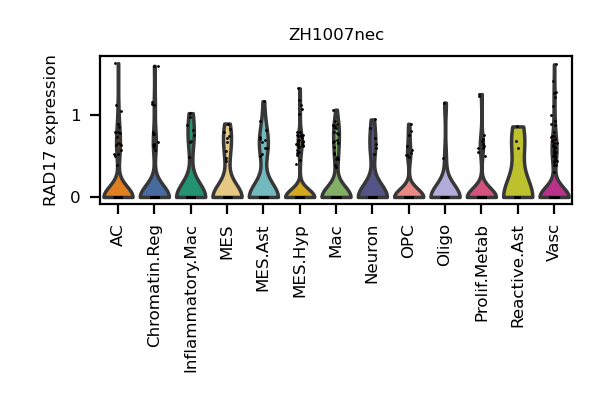 ZH1007nec
RAD17 expression
1
0
AC
Chromatin.Reg
Inflammatory.Mac
MES
MES.Ast
MES.Hyp
Mac
Neuron
OPC
Oligo
Prolif.Metab
Reactive.Ast
Vasc